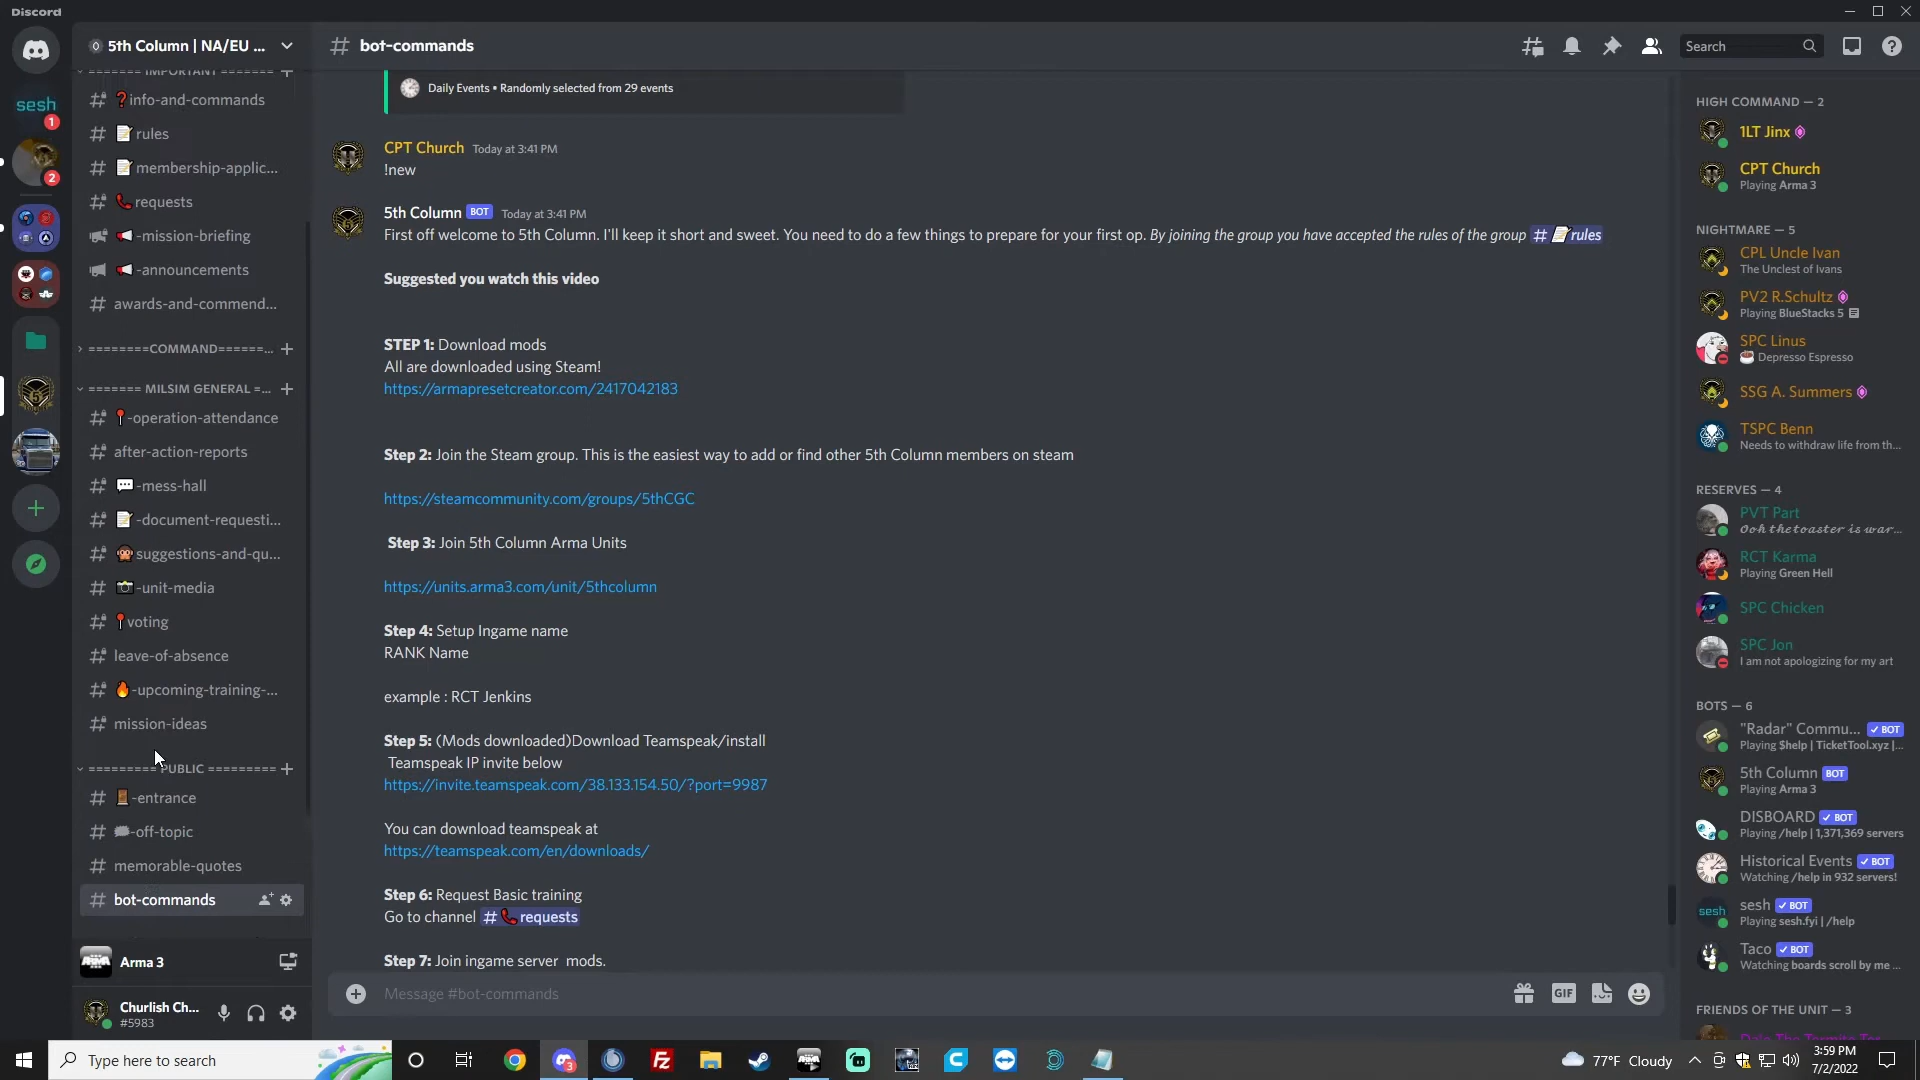 Discord
5th Column | NA/EU ...
bot-commands
Search
======= IMPORTANT =======
info-and-commands
rules
membership-applic...
requests
-mission-briefing
-announcements
awards-and-commend...
========COMMAND======...
======= MILSIM GENERAL =...
-operation-attendance
after-action-reports
-mess-hall
-document-requesti...
suggestions-and-qu...
-unit-media
voting
leave-of-absence
-upcoming-training-...
mission-ideas
========= PUBLIC =========
-entrance
-off-topic
memorable-quotes
bot-commands
Arma 3
Churlish Ch...
#5983
sesh
1
2
Daily Events • Randomly selected from 29 events
CPT Church Today at 3:41 PM
!new
5th Column BOT Today at 3:41 PM
First off welcome to 5th Column. I'll keep it short and sweet. You need to do a few things to prepare for your first op. By joining the group you have accepted the rules of the group # rules
Suggested you watch this video
STEP 1: Download mods
All are downloaded using Steam!
https://armapresetcreator.com/2417042183
Step 2: Join the Steam group. This is the easiest way to add or find other 5th Column members on steam
https://steamcommunity.com/groups/5thCGC
Step 3: Join 5th Column Arma Units
https://units.arma3.com/unit/5thcolumn
Step 4: Setup Ingame name
RANK Name
example : RCT Jenkins
Step 5: (Mods downloaded)Download Teamspeak/install
Teamspeak IP invite below
https://invite.teamspeak.com/38.133.154.50/?port=9987
You can download teamspeak at
https://teamspeak.com/en/downloads/
Step 6: Request Basic training
Go to channel # requests
Step 7: Join ingame server mods.
Message #bot-commands
GIF
HIGH COMMAND — 2
1LT Jinx
CPT Church
Playing Arma 3
NIGHTMARE — 5
CPL Uncle Ivan
The Unclest of Ivans
PV2 R.Schultz
Playing BlueStacks 5
SPC Linus
Depresso Espresso
SSG A. Summers
TSPC Benn
Needs to withdraw life from th...
RESERVES — 4
PVT Part
Ooh the toaster is war...
RCT Karma
Playing Green Hell
SPC Chicken
SPC Jon
I am not apologizing for my art
BOTS — 6
"Radar" Commu... BOT
Playing $help | TicketTool.xyz |...
5th Column BOT
Playing Arma 3
DISBOARD BOT
Playing /help | 1,371,369 servers
Historical Events BOT
Watching /help in 932 servers!
sesh BOT
Playing sesh.fyi | /help
Taco BOT
Watching boards scroll by me ...
FRIENDS OF THE UNIT — 3
Type here to search
77°F Cloudy
3:59 PM
7/2/2022